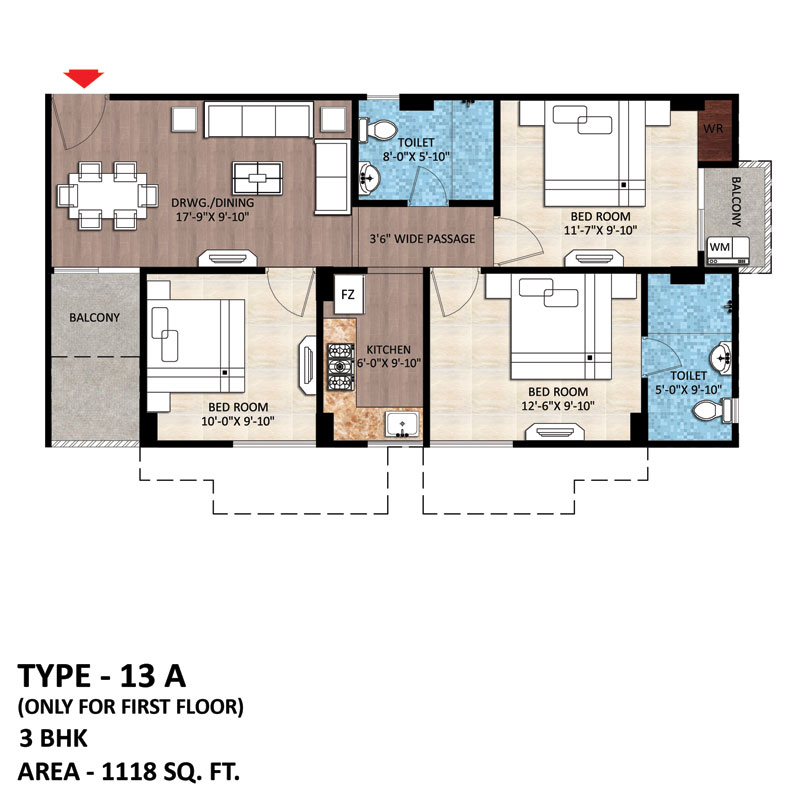 TOILET
8'-0"X 5'-10"
WR
DRWG./DINING
17'-9"X 9'-10"
BED ROOM
11'-7"X 9'-10"
BALCONY
3'6" WIDE PASSAGE
WM
FZ
BALCONY
KITCHEN
6'-0"X 9'-10"
BED ROOM
10'-0"X 9'-10"
BED ROOM
12'-6"X 9'-10"
TOILET
5'-0"X 9'-10"
TYPE - 13 A
(ONLY FOR FIRST FLOOR)
3 BHK
AREA - 1118 SQ. FT.